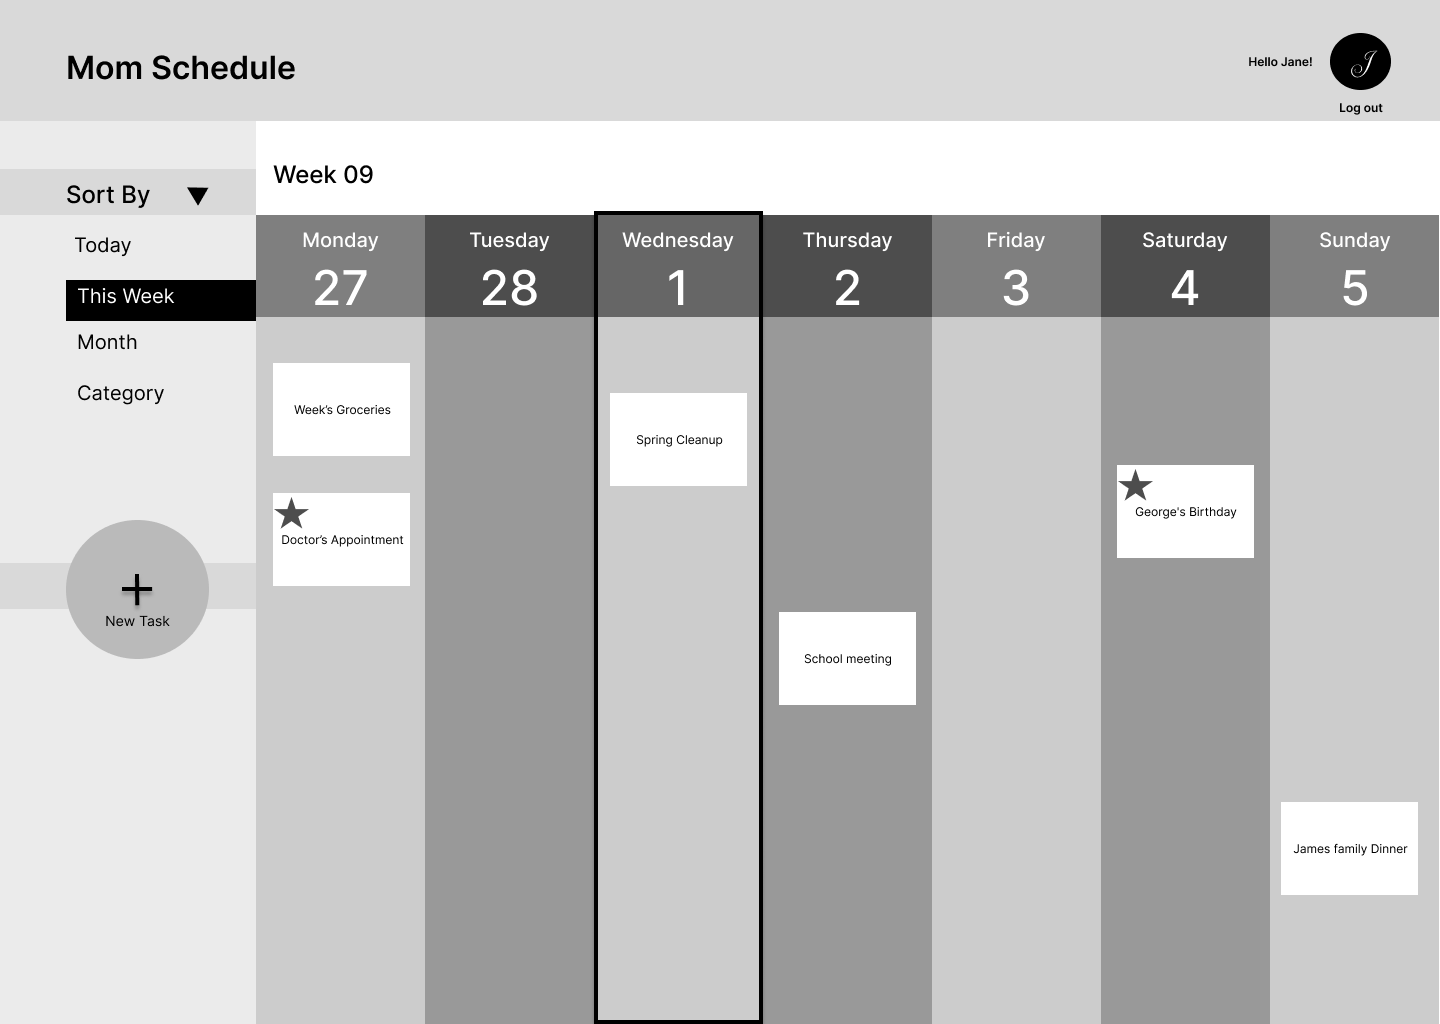 Mom Schedule
Hello Jane!
J
Log out
Sort By
Today
This Week
Month
Category
New Task
Week 09
Monday Tuesday Wednesday Thursday Friday Saturday Sunday
27 28 1 2 3 4 5
Week’s Groceries
Spring Cleanup
George's Birthday
Doctor’s Appointment
School meeting
James family Dinner